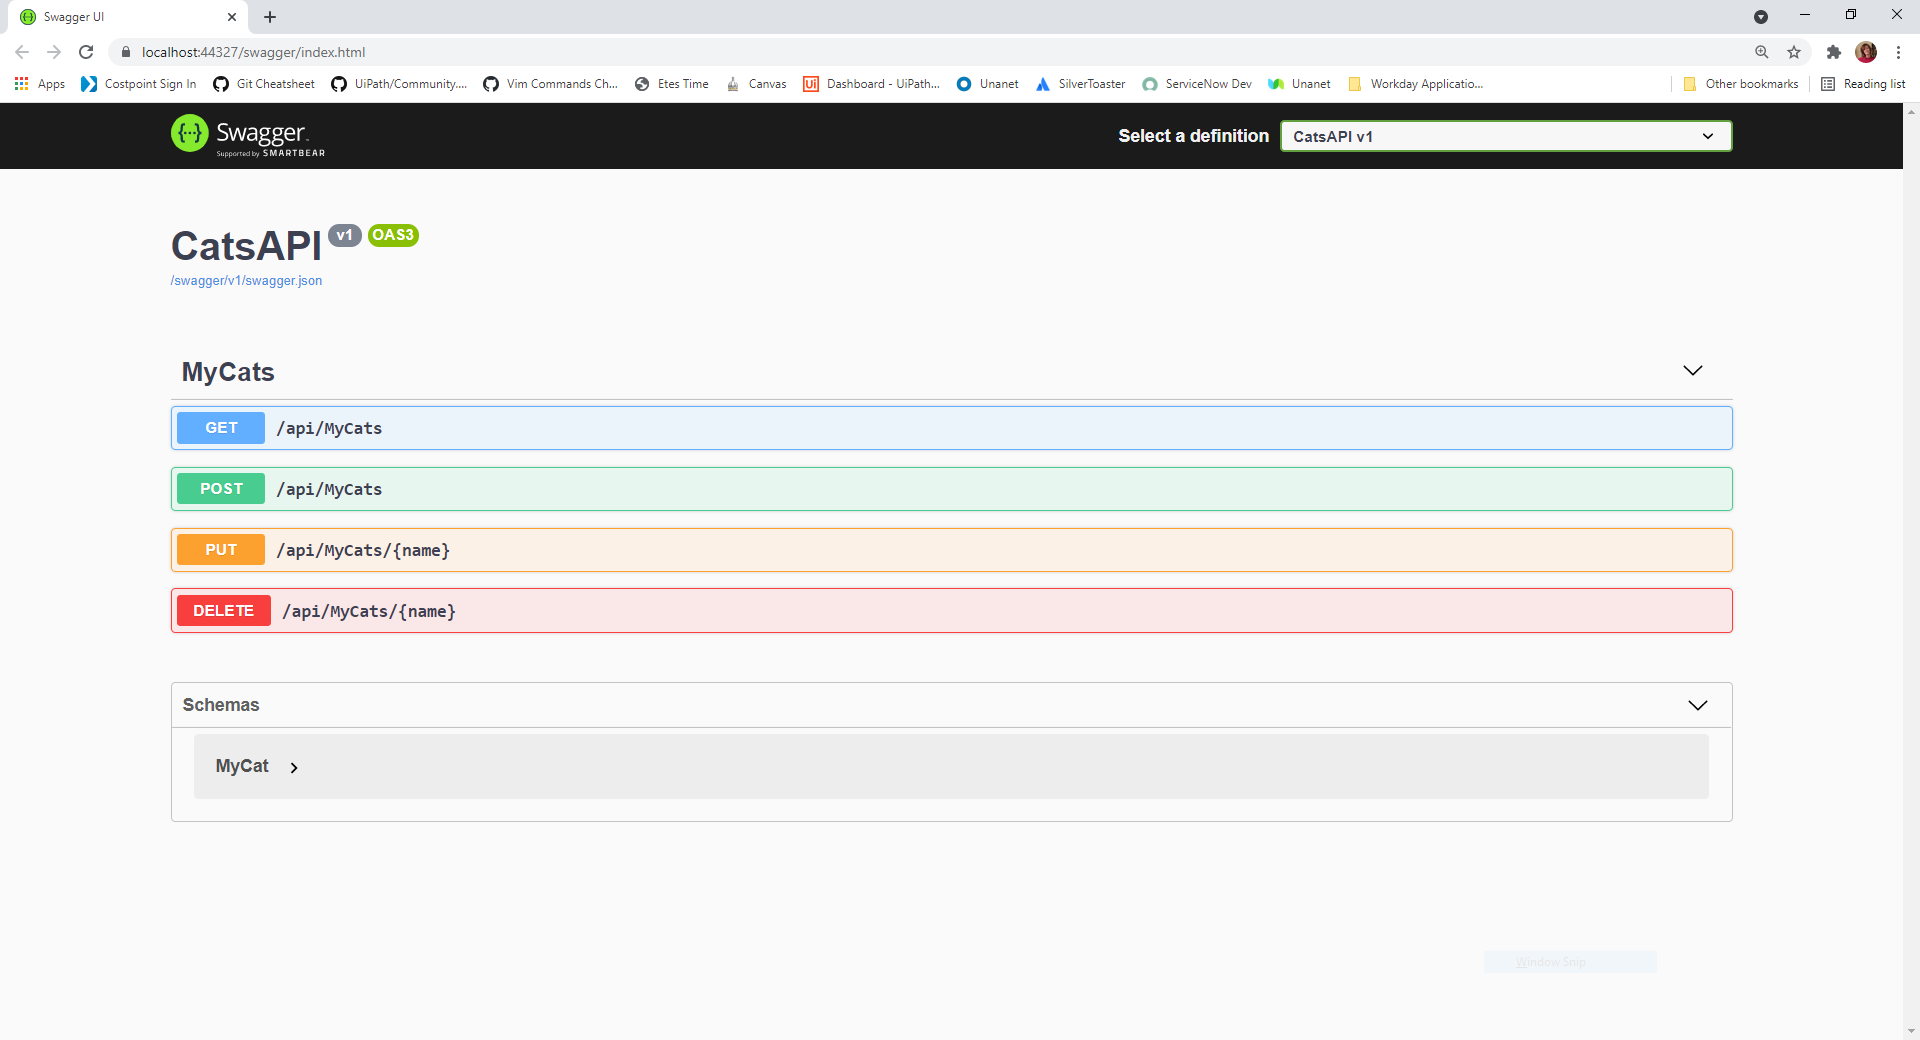 Swagger UI
localhost:44327/swagger/index.html
Apps Costpoint Sign In Git Cheatsheet UiPath/Community.... Vim Commands Ch... Etes Time Canvas Ui Dashboard - UiPath... Unanet SilverToaster ServiceNow Dev Unanet Workday Applicatio... Other bookmarks Reading list
{···} Swagger.
Supported by SMARTBEAR
Select a definition CatsAPI v1
CatsAPI v1 OAS3
/swagger/v1/swagger.json
MyCats
GET /api/MyCats
POST /api/MyCats
PUT /api/MyCats/{name}
DELETE /api/MyCats/{name}
Schemas
MyCat
Window Snip